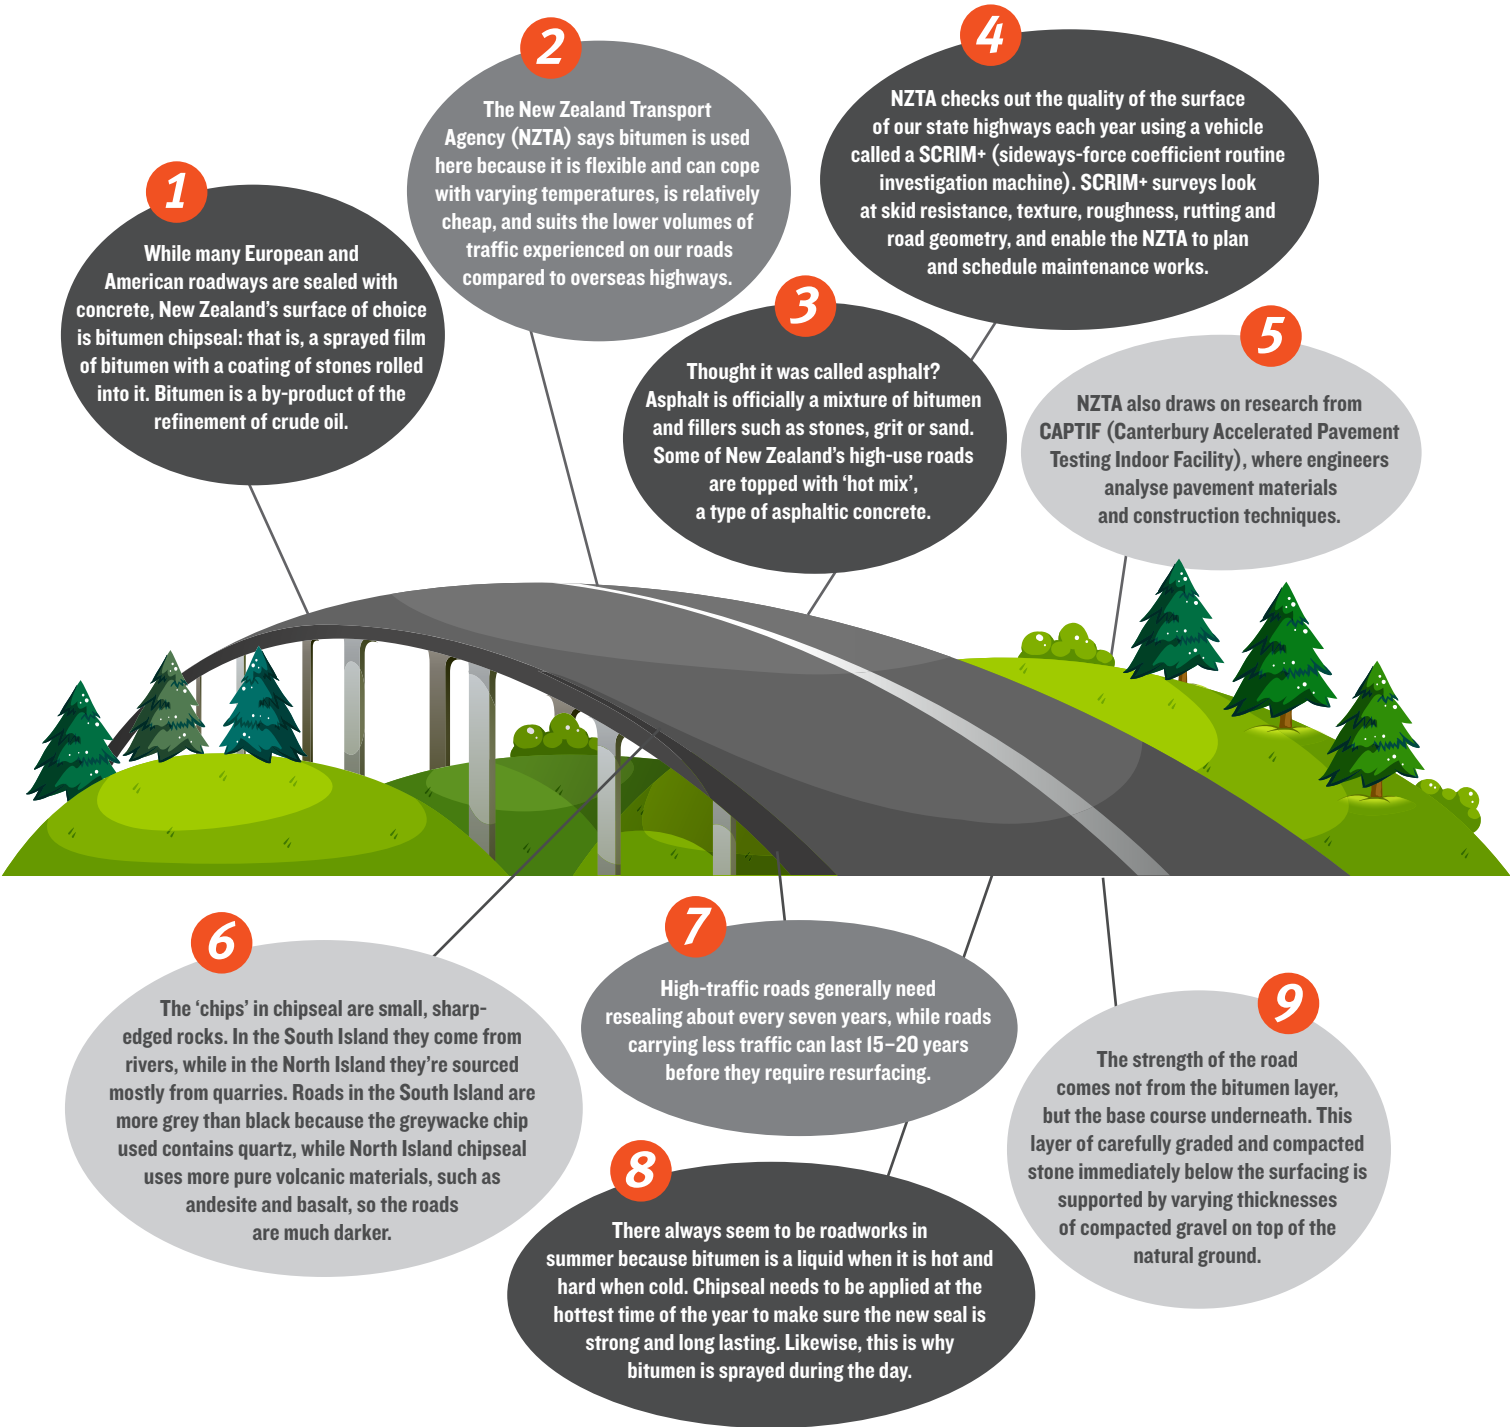 1
While many European and
American roadways are sealed with
concrete, New Zealand's surface of choice
is bitumen chipseal: that is, a sprayed film
of bitumen with a coating of stones rolled
into it. Bitumen is a by-product of the
refinement of crude oil.
2
The New Zealand Transport
Agency (NZTA) says bitumen is used
here because it is flexible and can cope
with varying temperatures, is relatively
cheap, and suits the lower volumes of
traffic experienced on our roads
compared to overseas highways.
3
Thought it was called asphalt?
Asphalt is officially a mixture of bitumen
and fillers such as stones, grit or sand.
Some of New Zealand's high-use roads
are topped with ‘hot mix’,
a type of asphaltic concrete.
4
NZTA checks out the quality of the surface
of our state highways each year using a vehicle
called a SCRIM+ (sideways-force coefficient routine
investigation machine). SCRIM+ surveys look
at skid resistance, texture, roughness, rutting and
road geometry, and enable the NZTA to plan
and schedule maintenance works.
5
NZTA also draws on research from
CAPTIF (Canterbury Accelerated Pavement
Testing Indoor Facility), where engineers
analyse pavement materials
and construction techniques.
6
The ‘chips’ in chipseal are small, sharp-
edged rocks. In the South Island they come from
rivers, while in the North Island they're sourced
mostly from quarries. Roads in the South Island are
more grey than black because the greywacke chip
used contains quartz, while North Island chipseal
uses more pure volcanic materials, such as
andesite and basalt, so the roads
are much darker.
7
High-traffic roads generally need
resealing about every seven years, while roads
carrying less traffic can last 15–20 years
before they require resurfacing.
8
There always seem to be roadworks in
summer because bitumen is a liquid when it is hot and
hard when cold. Chipseal needs to be applied at the
hottest time of the year to make sure the new seal is
strong and long lasting. Likewise, this is why
bitumen is sprayed during the day.
9
The strength of the road
comes not from the bitumen layer,
but the base course underneath. This
layer of carefully graded and compacted
stone immediately below the surfacing is
supported by varying thicknesses
of compacted gravel on top of the
natural ground.